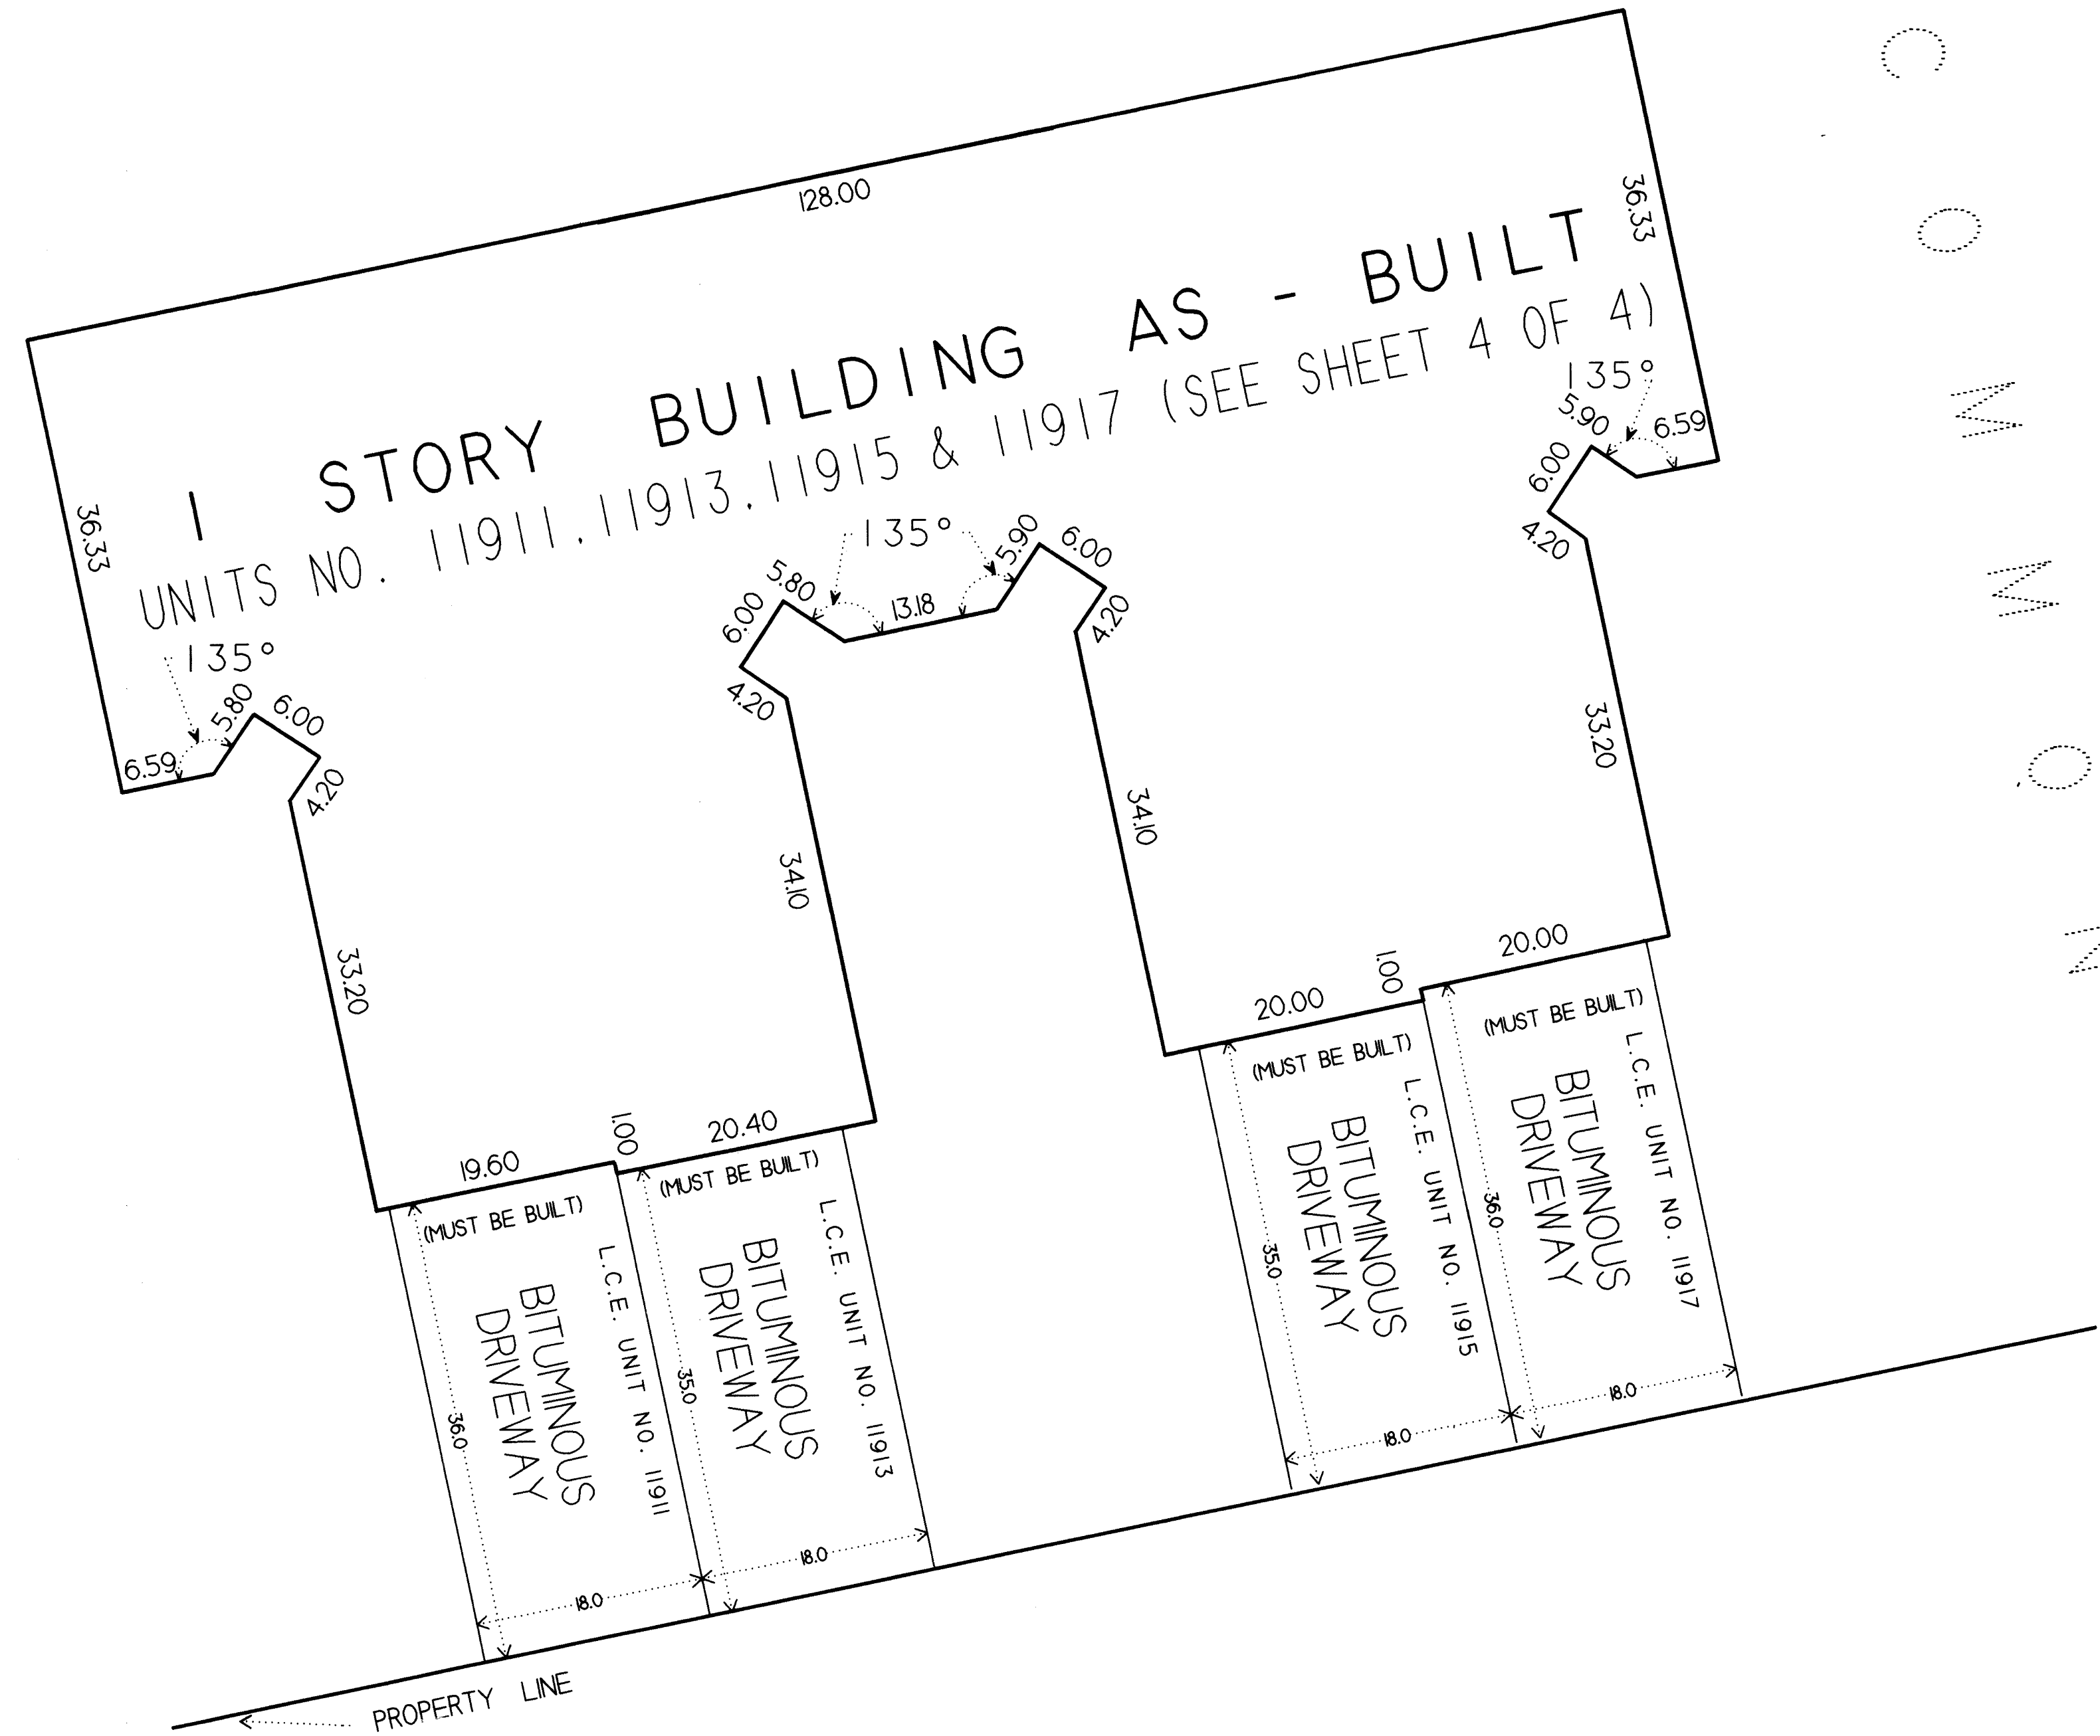 128.00
36.33
36.33
1 STORY BUILDING AS - BUILT
UNITS NO. 11911. 11913. 11915 & 11917 (SEE SHEET 4 OF 4)
135°
5.90
6.59
6.00
4.20
135°
5.80
13.18
5.90
6.00
6.00
4.20
4.20
135°
5.80
6.00
6.59
4.20
33.20
34.10
34.10
33.20
19.60
1.00
20.40
20.00
1.00
20.00
(MUST BE BUILT)
L.C.E. UNIT NO. 11911
BITUMINOUS
DRIVEWAY
36.0
18.0
(MUST BE BUILT)
L.C.E. UNIT NO. 11913
BITUMINOUS
DRIVEWAY
35.0
18.0
(MUST BE BUILT)
L.C.E. UNIT NO. 11915
BITUMINOUS
DRIVEWAY
35.0
18.0
(MUST BE BUILT)
L.C.E. UNIT NO. 11917
BITUMINOUS
DRIVEWAY
36.0
18.0
PROPERTY LINE
COMMON